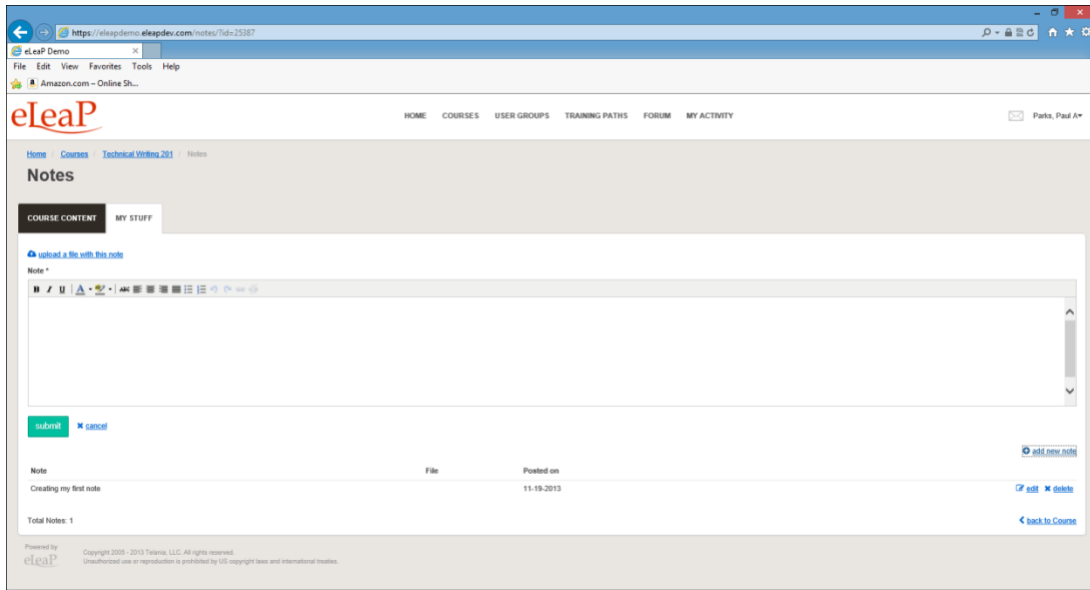 https://eleapdemo.eleapdev.com/notes/?id=25387
eLeaP Demo
File Edit View Favorites Tools Help
Amazon.com – Online Sh...
eLeaP HOME COURSES USER GROUPS TRAINING PATHS FORUM MY ACTIVITY Parks, Paul A
Home / Courses / Technical Writing 201 / Notes
Notes
COURSE CONTENT MY STUFF
upload a file with this note
Note *
B I U A ABC
submit cancel
add new note
Note File Posted on
Creating my first note 11-19-2013 edit delete
Total Notes: 1 back to Course
Powered by
eLeaP
Copyright 2005 - 2013 Telania, LLC. All rights reserved.
Unauthorized use or reproduction is prohibited by US copyright laws and international treaties.